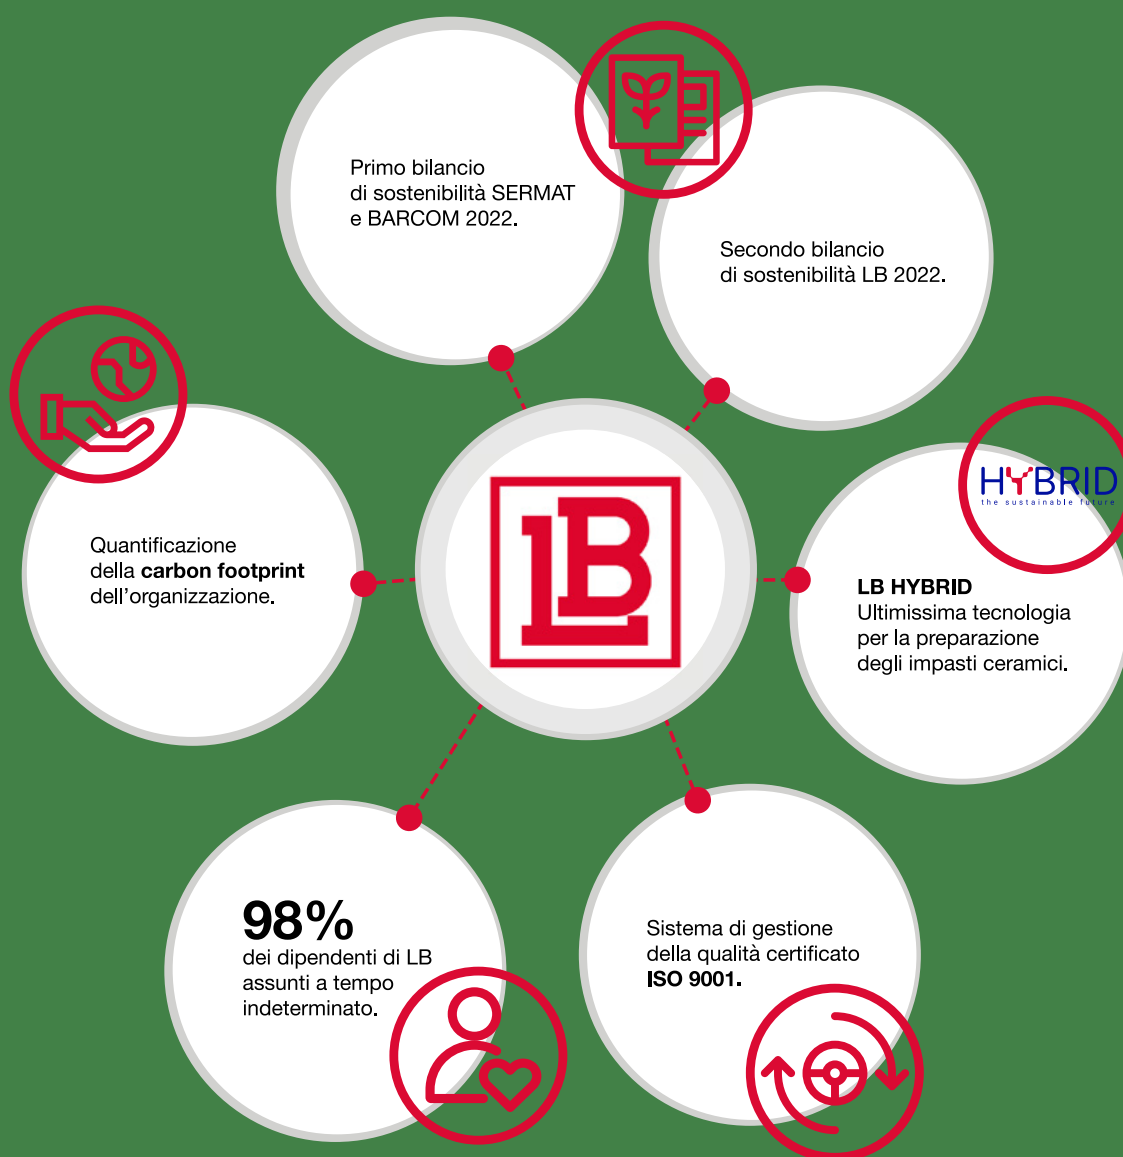 Primo bilancio
di sostenibilità SERMAT
e BARCOM 2022.
Secondo bilancio
di sostenibilità LB 2022.
Quantificazione
della carbon footprint
dell'organizzazione.
LB
HYBRID
the sustainable future
LB HYBRID
Ultimissima tecnologia
per la preparazione
degli impasti ceramici.
98%
dei dipendenti di LB
assunti a tempo
indeterminato.
Sistema di gestione
della qualità certificato
ISO 9001.